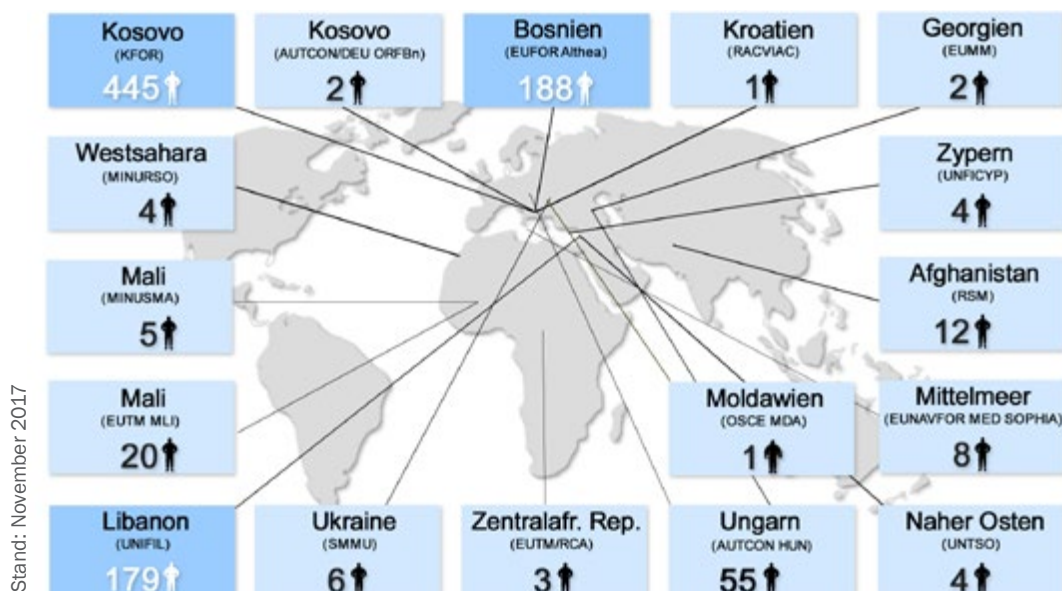 Kosovo
(KFOR)
445
Kosovo
(AUTCON/DEU ORFBn)
2
Bosnien
(EUFOR Althea)
188
Kroatien
(RACVIAC)
1
Georgien
(EUMM)
2
Westsahara
(MINURSO)
4
Zypern
(UNFICYP)
4
Mali
(MINUSMA)
5
Afghanistan
(RSM)
12
Mali
(EUTM MLI)
20
Moldawien
(OSCE MDA)
1
Mittelmeer
(EUNAVFOR MED SOPHIA)
8
Libanon
(UNIFIL)
179
Ukraine
(SMMU)
6
Zentralafr. Rep.
(EUTM/RCA)
3
Ungarn
(AUTCON HUN)
55
Naher Osten
(UNTSO)
4
Stand: November 2017